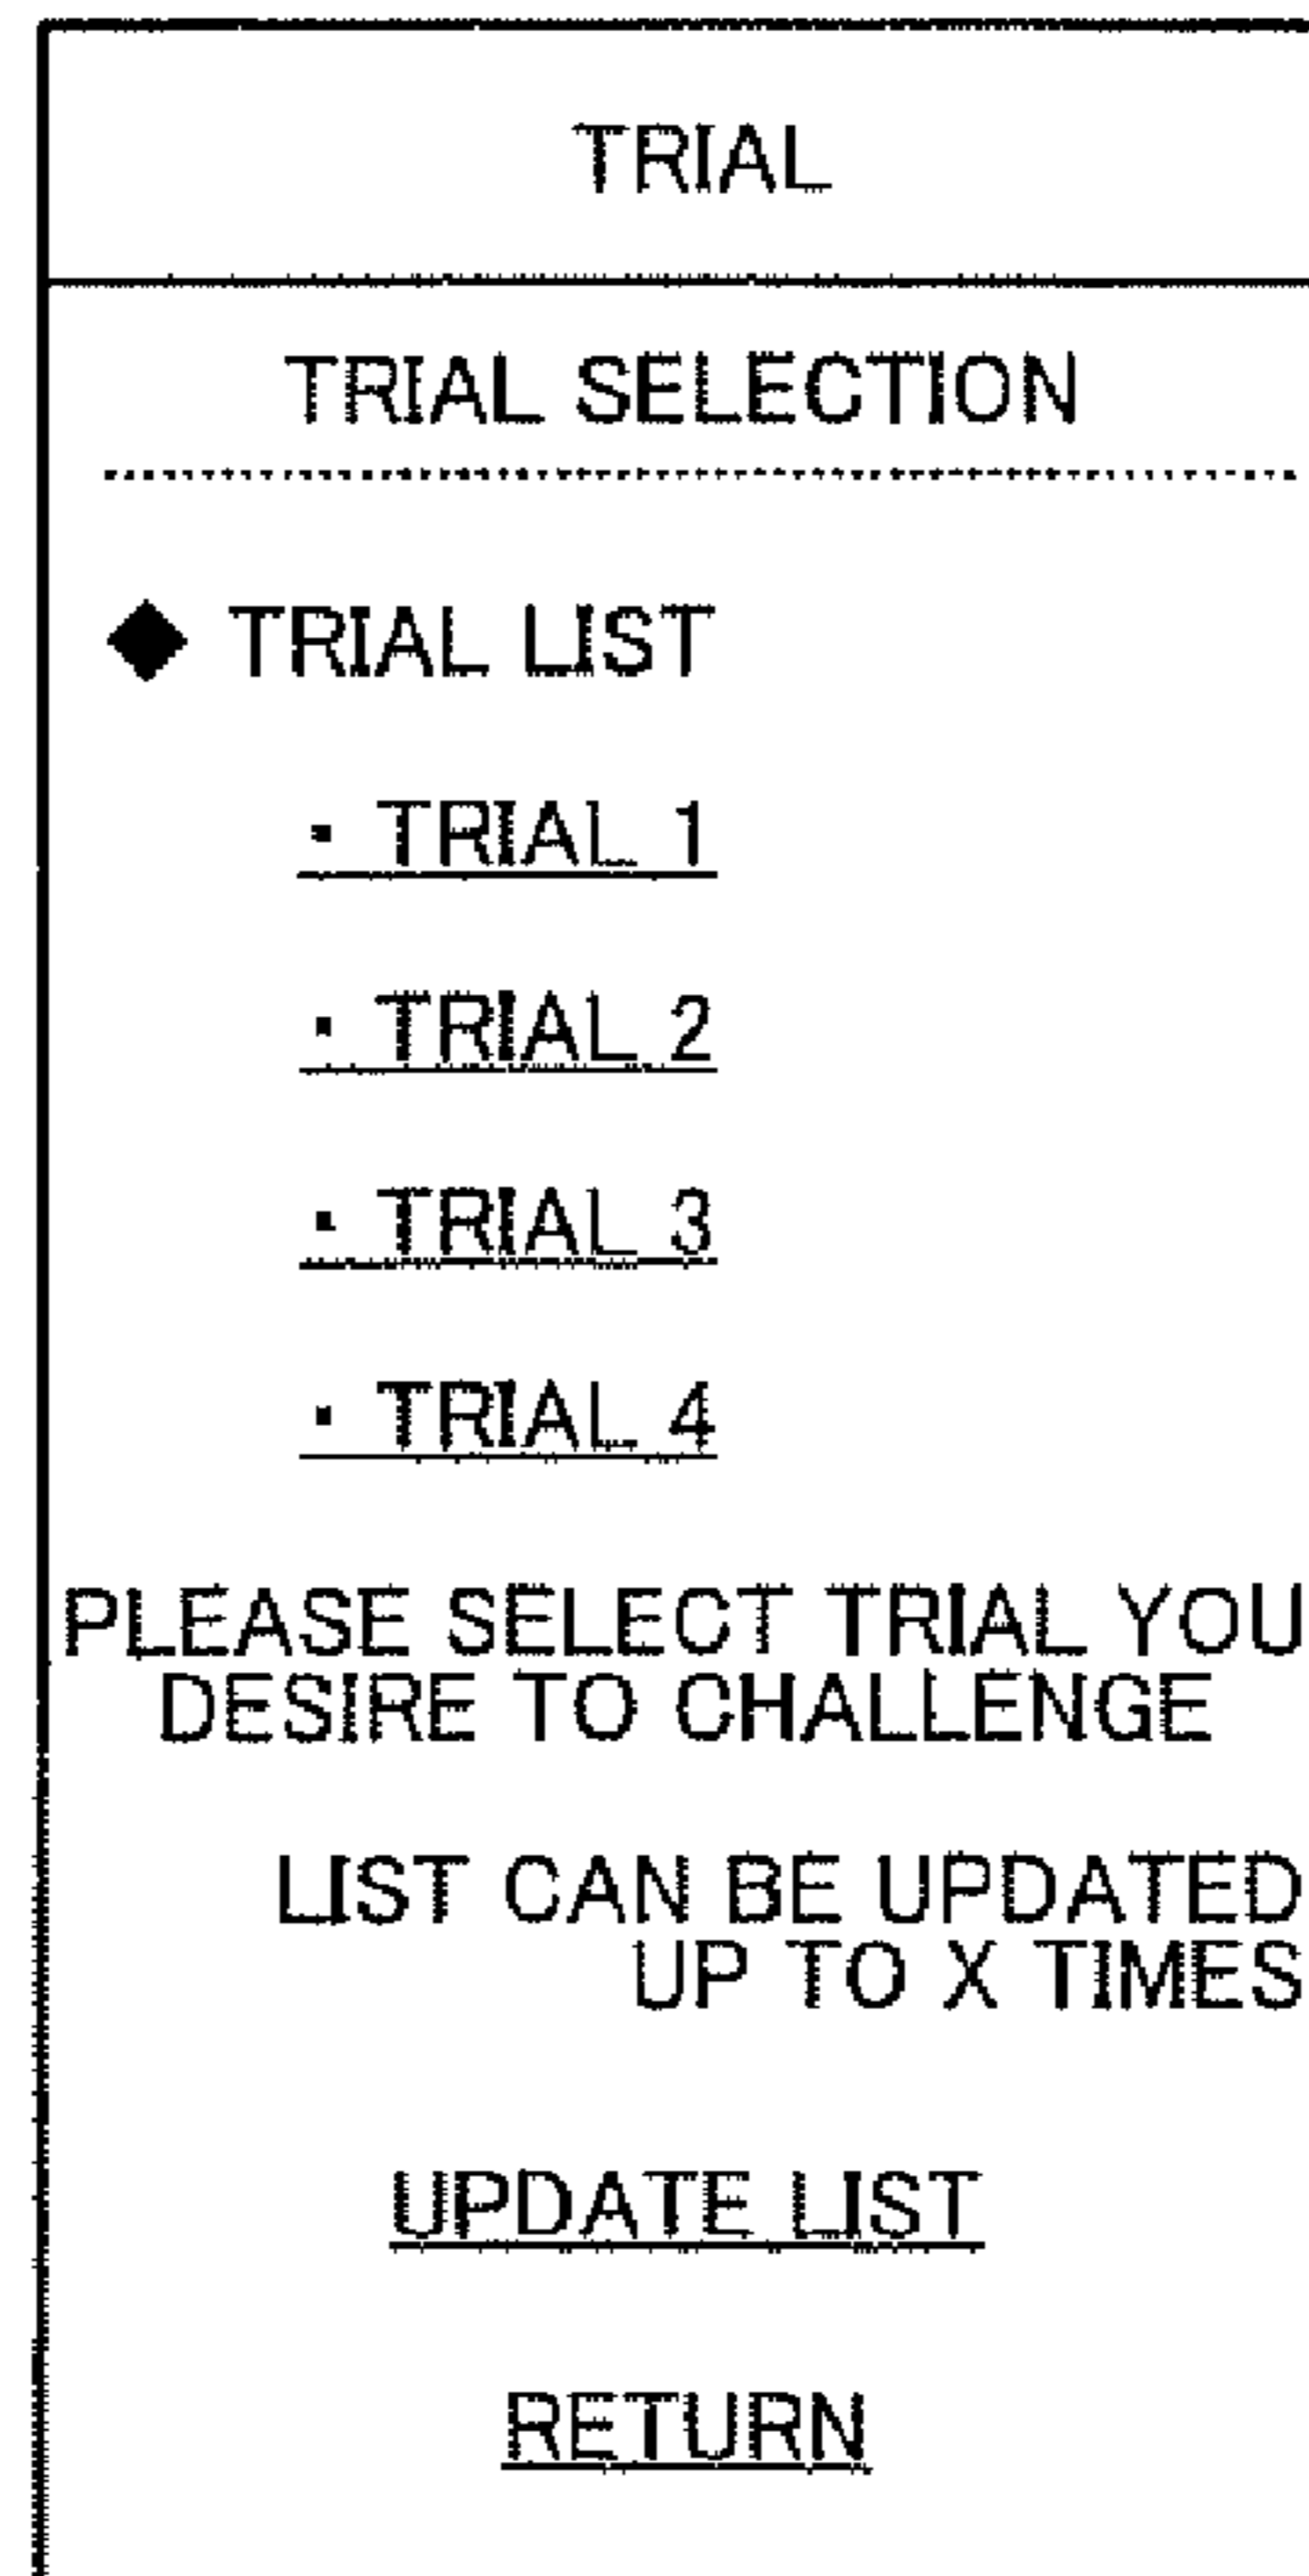 TRIAL
TRIAL SELECTION
◆ TRIAL LIST
・ TRIAL 1
・ TRIAL 2
・ TRIAL 3
・ TRIAL 4
PLEASE SELECT TRIAL YOU
DESIRE TO CHALLENGE
LIST CAN BE UPDATED
UP TO X TIMES
UPDATE LIST
RETURN